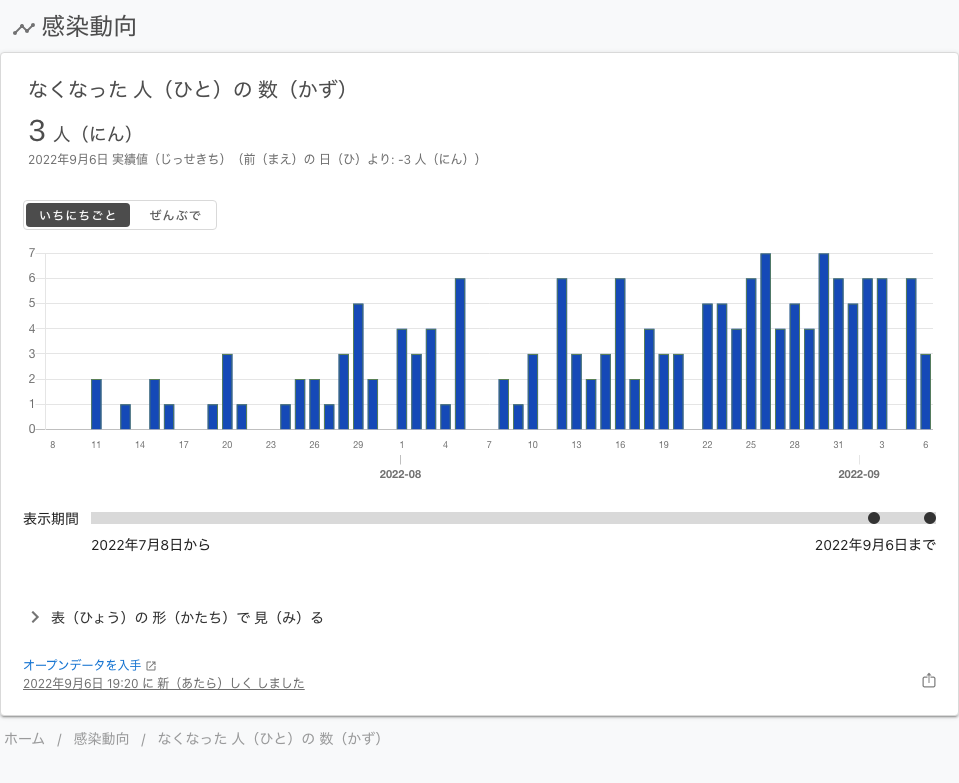 感染動向
なくなった 人（ひと）の 数（かず）
3 人（にん）
2022年9月6日 実績値（じっせきち）（前（まえ）の 日（ひ）より: -3 人（にん））
いちにちごと ぜんぶで
7
6
5
4
3
2
1
0
8 11 14 17 20 23 26 29 1 4 7 10 13 16 19 22 25 28 31 3 6
2022-08 2022-09
表示期間
2022年7月8日から 2022年9月6日まで
表（ひょう）の 形（かたち）で 見（み）る
オープンデータを入手
2022年9月6日 19:20 に 新（あたら）しく しました
ホーム / 感染動向 / なくなった 人（ひと）の 数（かず）